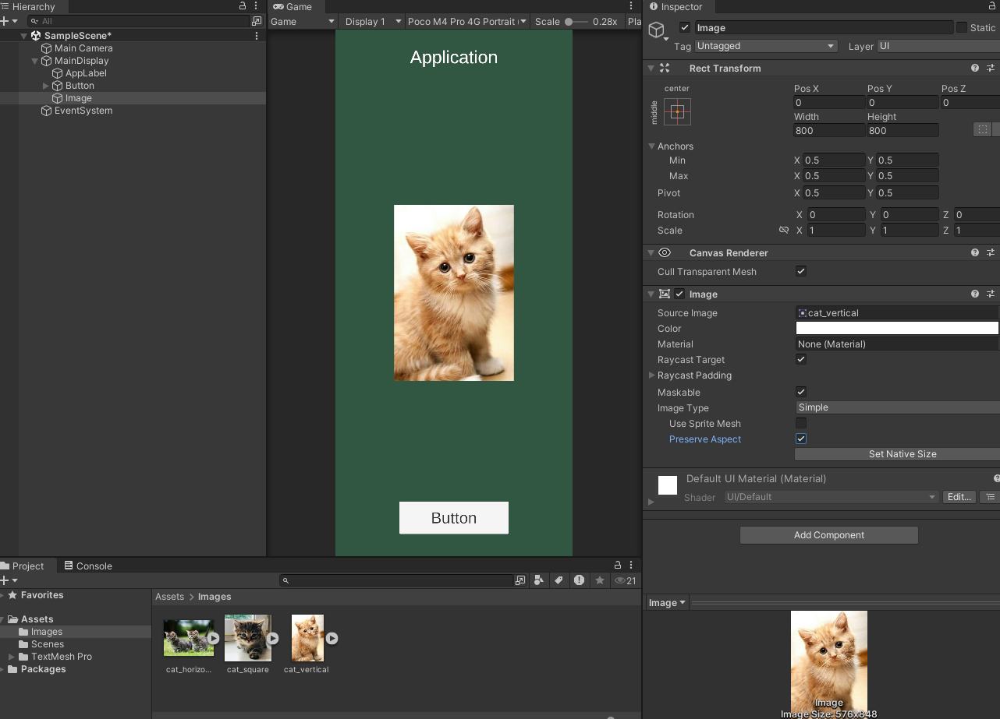 Hierarchy
All
SampleScene*
Main Camera
MainDisplay
AppLabel
Button
Image
EventSystem
Game
Game
Display 1
Poco M4 Pro 4G Portrait
Scale
0.28x
Pla
Application
Button
Inspector
Image
Static
Tag Untagged
Layer UI
Rect Transform
center
middle
Pos X Pos Y Pos Z
0 0 0
Width Height
800 800
Anchors
Min X 0.5 Y 0.5
Max X 0.5 Y 0.5
Pivot X 0.5 Y 0.5
Rotation X 0 Y 0 Z 0
Scale X 1 Y 1 Z 1
Canvas Renderer
Cull Transparent Mesh
Image
Source Image cat_vertical
Color
Material None (Material)
Raycast Target
Raycast Padding
Maskable
Image Type Simple
Use Sprite Mesh
Preserve Aspect
Set Native Size
Default UI Material (Material)
Shader UI/Default Edit...
Add Component
Image
Image
Image Size: 576x848
Project Console
21
Favorites
Assets
Images
Scenes
TextMesh Pro
Packages
Assets > Images
cat_horizo... cat_square cat_vertical